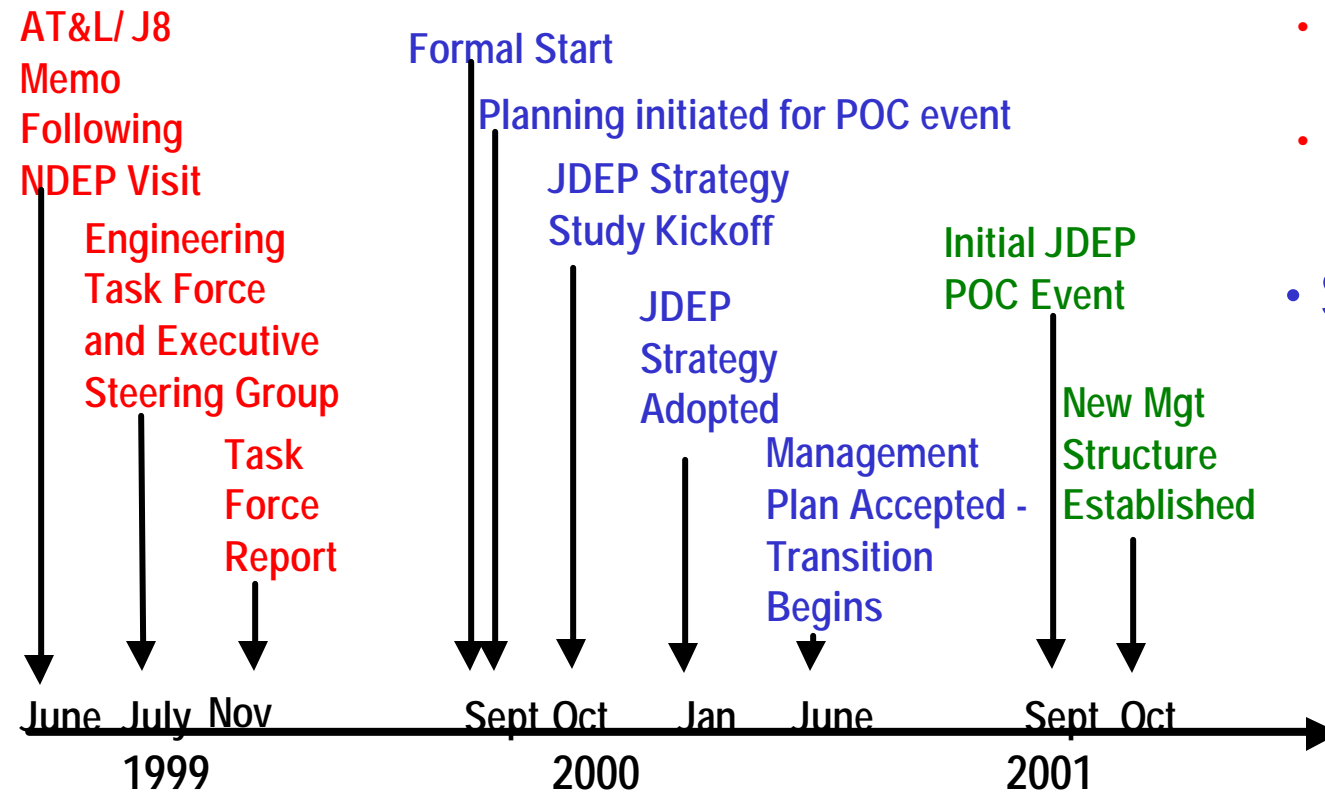 AT&L/ J8
Memo
Following
NDEP Visit
Engineering
Task Force
and Executive
Steering Group
Task
Force
Report
Formal Start
Planning initiated for POC event
JDEP Strategy
Study Kickoff
JDEP
Strategy
Adopted
Management
Plan Accepted -
Transition
Begins
Initial JDEP
POC Event
New Mgt
Structure
Established
June July Nov Sept Oct Jan June Sept Oct
1999 2000 2001